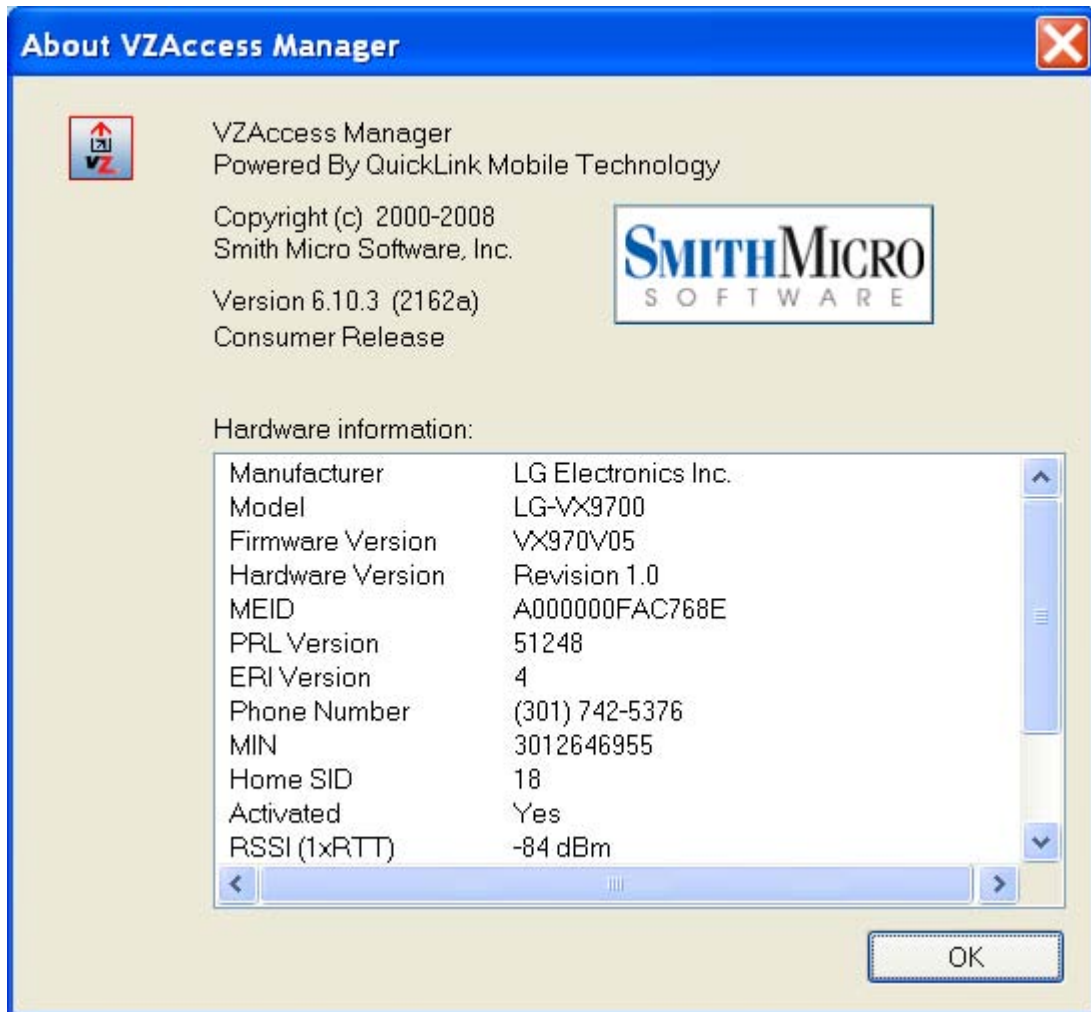 About VZAccess Manager
VZAccess Manager
Powered By QuickLink Mobile Technology
Copyright (c) 2000-2008
Smith Micro Software, Inc.
Version 6.10.3 (2162a)
Consumer Release
SMITHMICRO
SOFTWARE
vz
Hardware information:
Manufacturer LG Electronics Inc.
Model LG-VX9700
Firmware Version VX970V05
Hardware Version Revision 1.0
MEID A000000FAC768E
PRL Version 51248
ERI Version 4
Phone Number (301) 742-5376
MIN 3012646955
Home SID 18
Activated Yes
RSSI (1xRTT) -84 dBm
OK